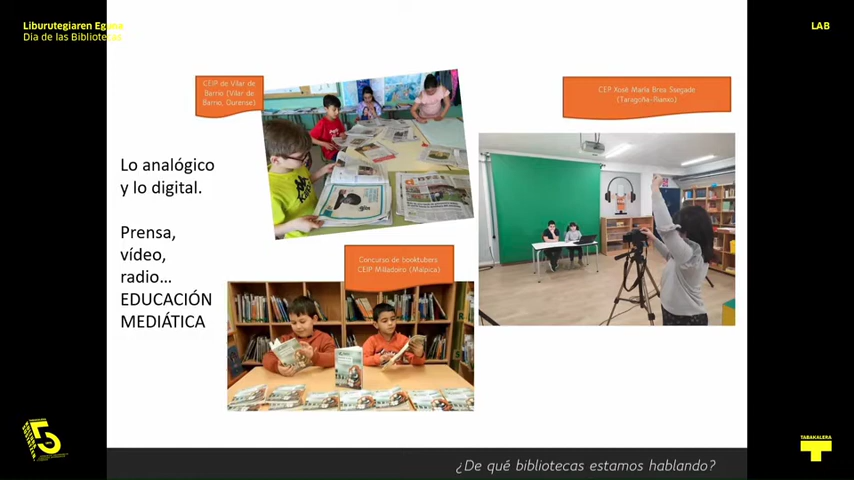 Liburutegiaren Eguna
Día de las Bibliotecas
LAB
CEIP de Vilar de
Barrio (Vilar de
Barrio, Ourense)
CEP Xosé María Brea Segade
(Taragoña-Rianxo)
Lo analógico
y lo digital.
Prensa,
vídeo,
radio...
EDUCACIÓN
MEDIÁTICA
Concurso de booktubers
CEIP Milladoiro (Malpica)
¿De qué bibliotecas estamos hablando?
TABAKALERA
TABAKALERA